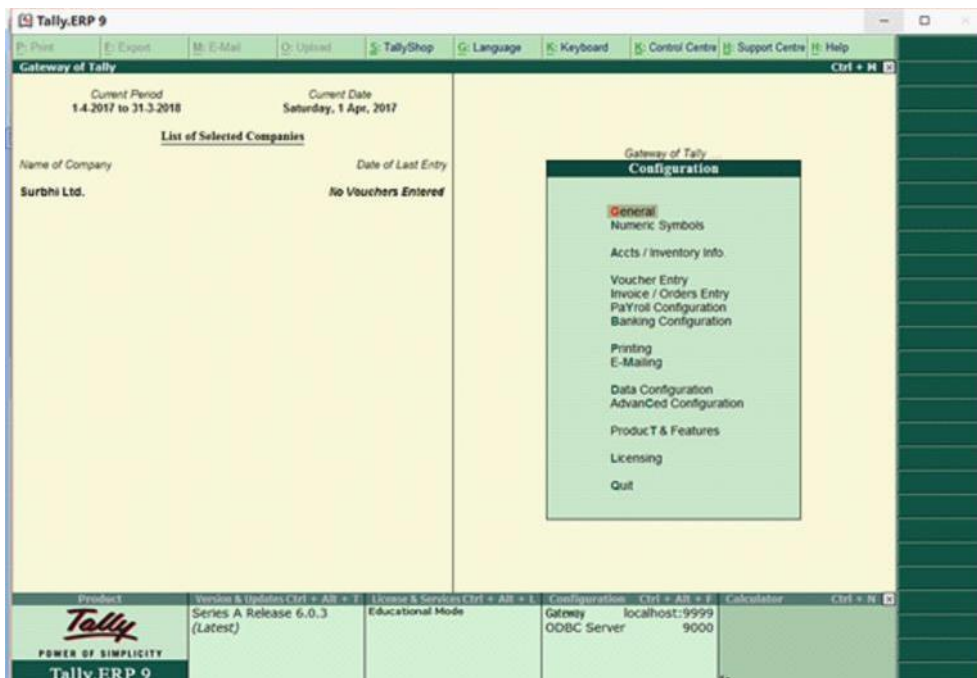 Tally.ERP 9
P: Print E: Export M: E-Mail O: Upload S: TallyShop G: Language K: Keyboard K: Control Centre H: Support Centre H: Help
Gateway of Tally Ctrl + M
Current Period Current Date
1-4-2017 to 31-3-2018 Saturday, 1 Apr, 2017
List of Selected Companies
Name of Company Date of Last Entry
Surbhi Ltd. No Vouchers Entered
Gateway of Tally ...
Configuration
General
Numeric Symbols
Accts / Inventory Info.
Voucher Entry
Invoice / Orders Entry
PaYroll Configuration
Banking Configuration
Printing
E-Mailing
Data Configuration
AdvanCed Configuration
ProducT & Features
Licensing
Quit
Product Version & Updates Ctrl + Alt + T License & Services Ctrl + Alt + L Configuration Ctrl + Alt + F Calculator Ctrl + N
Tally
POWER OF SIMPLICITY
Tally.ERP 9
Series A Release 6.0.3
(Latest)
Educational Mode
Gateway localhost:9999
ODBC Server 9000